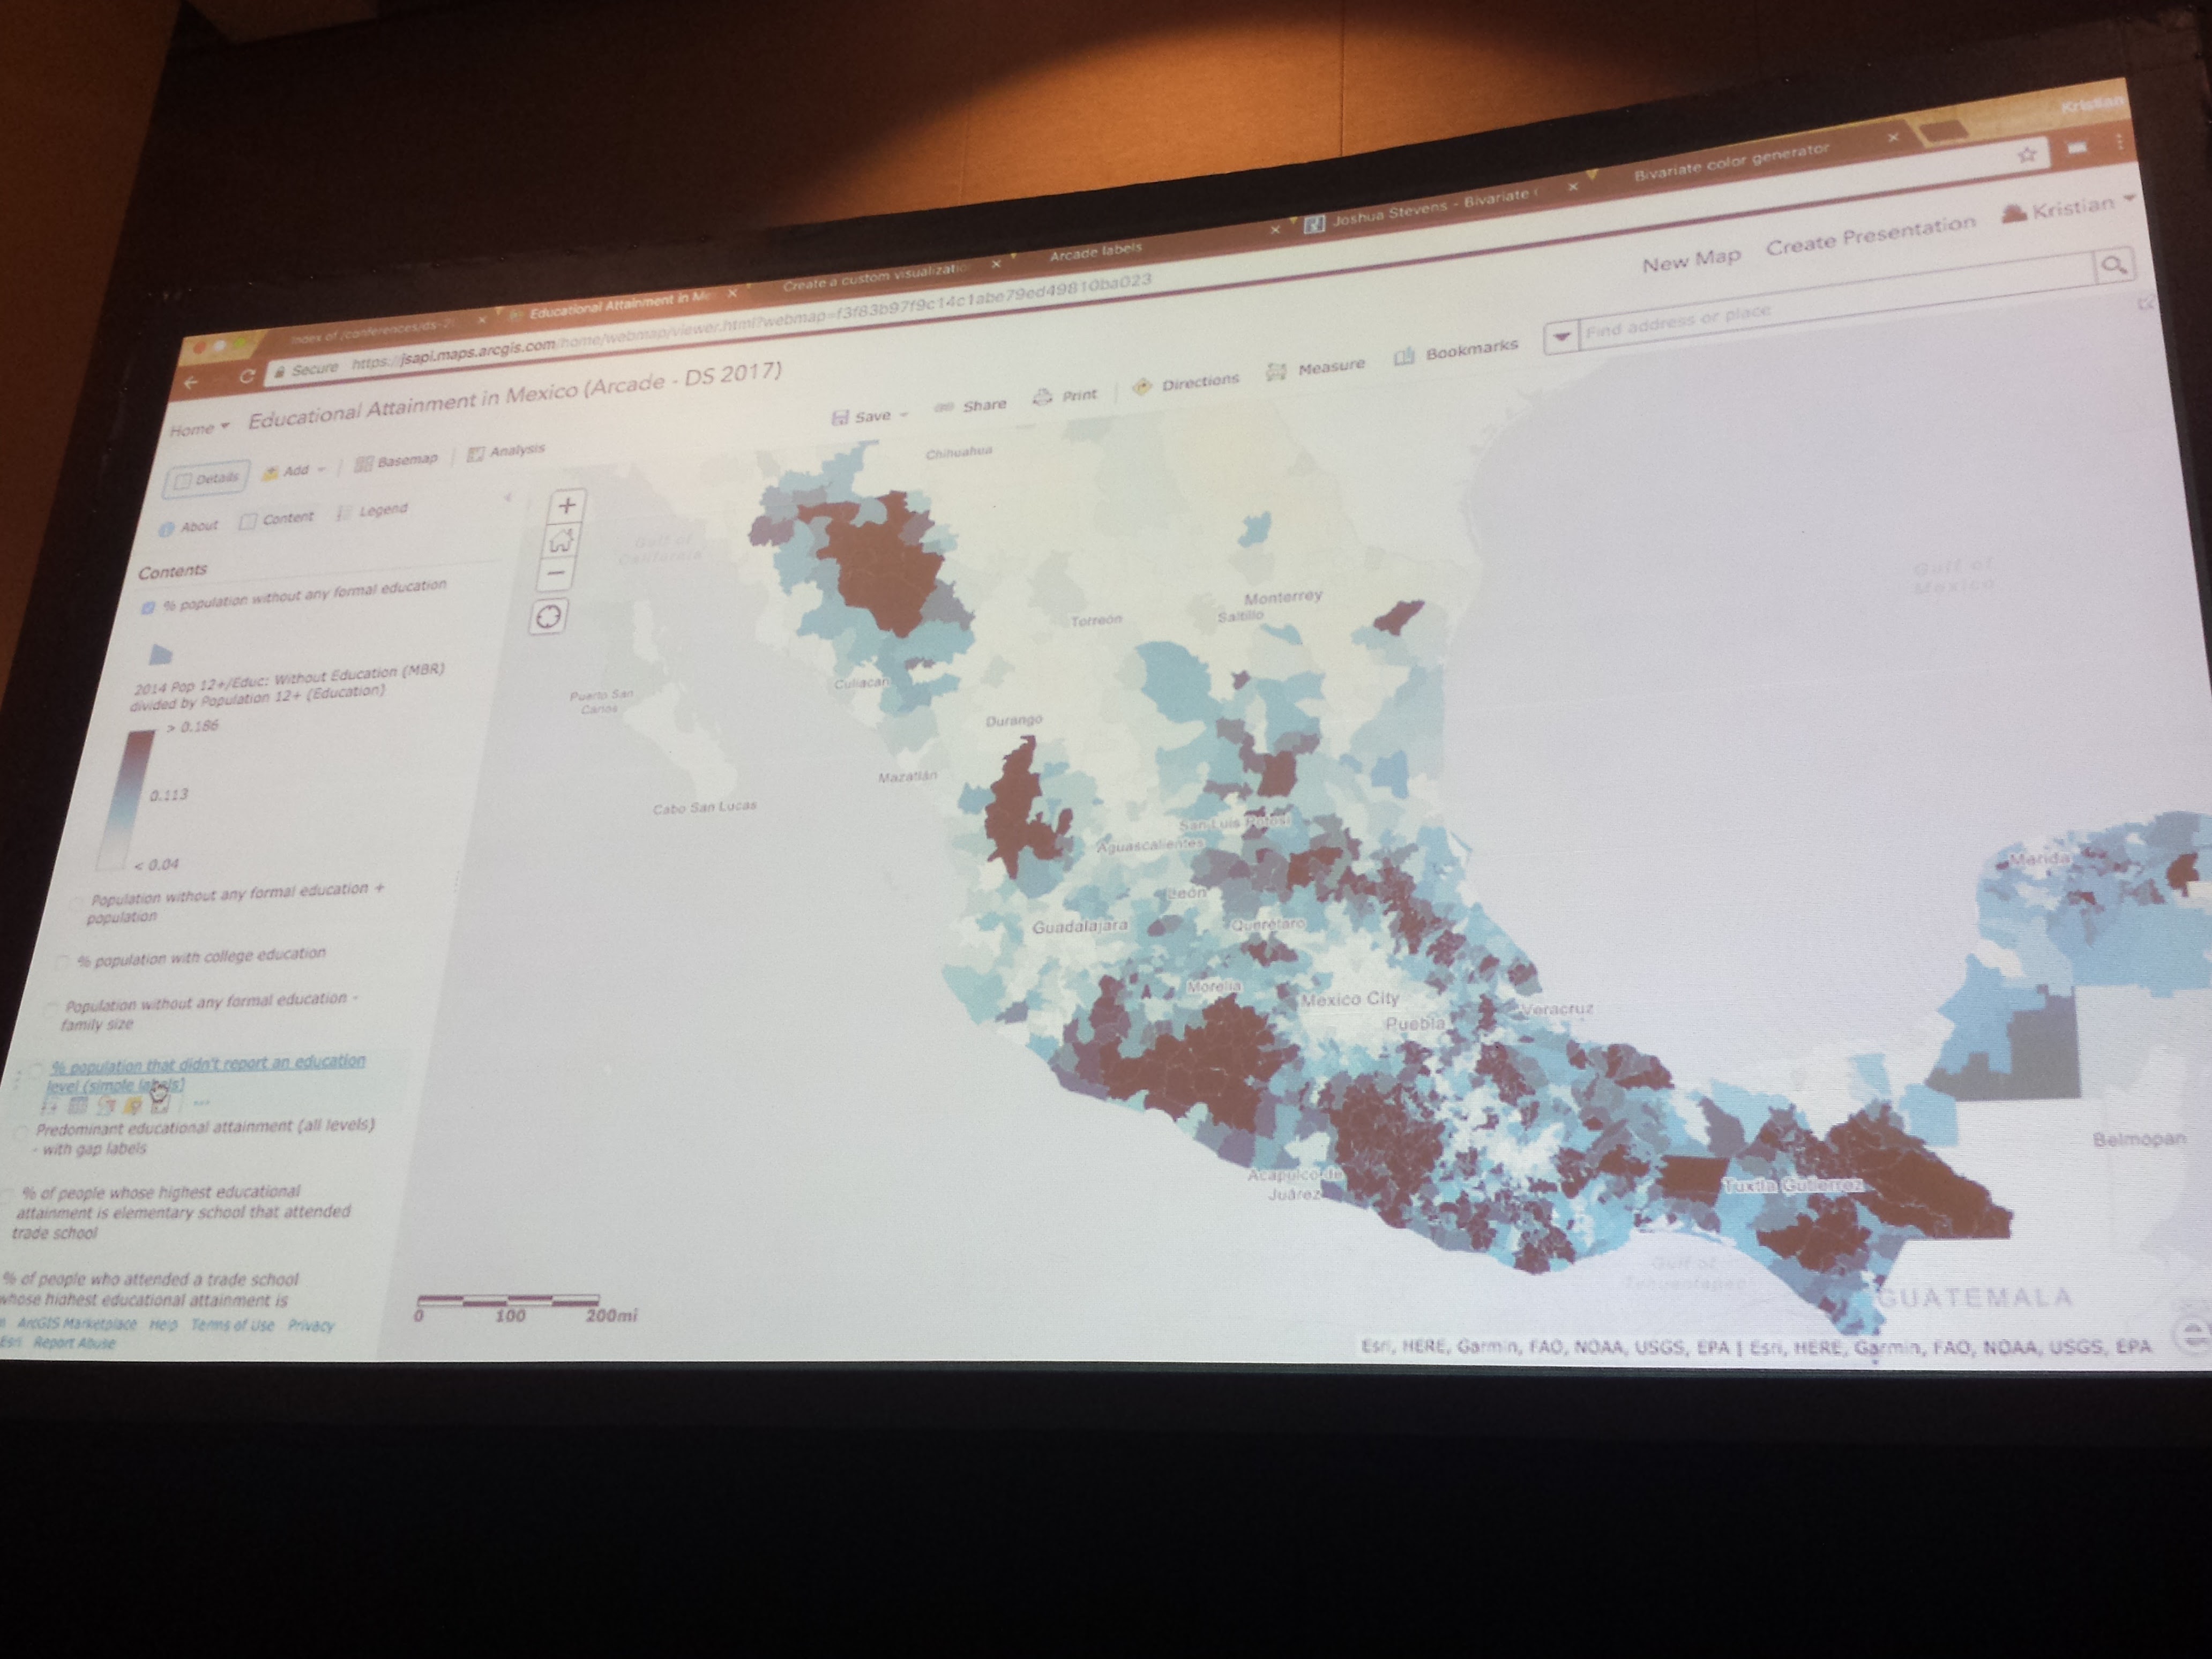 Kristian
Index of /conferences/ds-2
Educational Attainment in Me
Create a custom visualizatio
Arcade labels
Joshua Stevens - Bivariate
Bivariate color generator
Secure https://jsapi.maps.arcgis.com/home/webmap/viewer.html?webmap=f3f83b97f9c14c1abe79ed49810ba023
Home Educational Attainment in Mexico (Arcade - DS 2017)
New Map Create Presentation Kristian
Details Add Basemap Analysis
Save Share Print Directions Measure Bookmarks
Find address or place
About Content Legend
Contents
% population without any formal education
2014 Pop 12+/Educ: Without Education (MBR)
divided by Population 12+ (Education)
> 0.186
0.113
< 0.04
Population without any formal education +
population
% population with college education
Population without any formal education -
family size
% population that didn't report an education
level (simple labels)
Predominant educational attainment (all levels)
- with gap labels
% of people whose highest educational
attainment is elementary school that attended
trade school
% of people who attended a trade school
whose highest educational attainment is
ArcGIS Marketplace Help Terms of Use Privacy
Esri Report Abuse
Chihuahua
Gulf of
California
Gulf of
Mexico
Monterrey
Saltillo
Torreón
Culiacan
Puerto San
Carlos
Durango
Mazatlán
Cabo San Lucas
San Luis Potosí
Aguascalientes
Merida
León
Guadalajara
Querétaro
Morelia
Mexico City
Veracruz
Puebla
Belmopan
Acapulco de
Juárez
Tuxtla Gutierrez
Gulf of
Tehuantepec
GUATEMALA
0 100 200mi
Esri, HERE, Garmin, FAO, NOAA, USGS, EPA | Esri, HERE, Garmin, FAO, NOAA, USGS, EPA